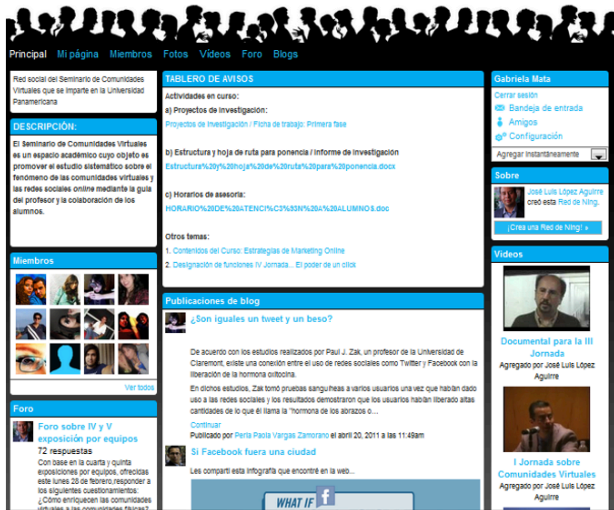 Principal Mi página Miembros Fotos Vídeos Foro Blogs
Red social del Seminario de Comunidades
Virtuales que se imparte en la Universidad
Panamericana
DESCRIPCIÓN:
El Seminario de Comunidades Virtuales
es un espacio académico cuyo objeto es
promover el estudio sistemático sobre el
fenómeno de las comunidades virtuales y
las redes sociales online mediante la guía
del profesor y la colaboración de los
alumnos.
Miembros
Ver todos
Foro
Foro sobre IV y V
exposición por equipos
72 respuestas
Con base en la cuarta y quinta
exposiciones por equipos, ofrecidas
este lunes 28 de febrero,responder a
los siguientes cuestionamientos:
¿Cómo enriquecen las comunidades
virtuales a las comunidades físicas?
TABLERO DE AVISOS
Actividades en curso:
a) Proyectos de investigación:
Proyectos de Investigación / Ficha de trabajo: Primera fase
b) Estructura y hoja de ruta para ponencia / informe de investigación
Estructura%20y%20hoja%20de%20ruta%20para%20ponencia.docx
c) Horarios de asesoría:
HORARIO%20DE%20ATENCI%C3%93N%20A%20ALUMNOS.doc
Otros temas:
1. Contenidos del Curso: Estrategias de Marketing Online
2. Designación de funciones IV Jornada... El poder de un click
Publicaciones de blog
¿Son iguales un tweet y un beso?
De acuerdo con los estudios realizados por Paul J. Zak, un profesor de la Universidad de
Claremont, existe una conexión entre el uso de redes sociales como Twitter y Facebook con la
liberación de la hormona oxitocina.
En dichos estudios, Zak tomó pruebas sanguíneas a varios usuarios una vez que habían dado
uso a las redes sociales y los resultados demostraron que los usuarios habían liberado altas
cantidades de lo que él llama la "hormona de los abrazos o...
Continuar
Publicado por Perla Paola Vargas Zamorano el abril 20, 2011 a las 11:49am
Si Facebook fuera una ciudad
Les compartí esta infografía que encontré en la web...
WHAT IF f
Gabriela Mata
Cerrar sesión
Bandeja de entrada
Amigos
Configuración
Agregar instantáneamente
Sobre
José Luis López Aguirre
creó esta Red de Ning.
¡Crea una Red de Ning! »
Vídeos
Documental para la III
Jornada
Agregado por José Luis López
Aguirre
I Jornada sobre
Comunidades Virtuales
Agregado por José Luis López
Aguirre